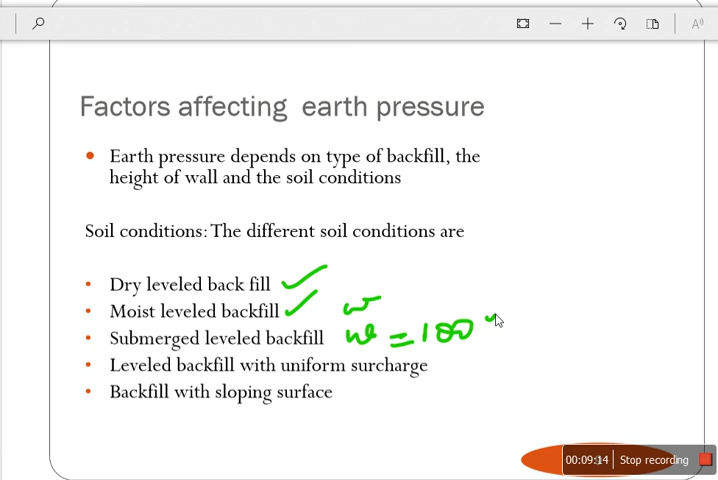 Factors affecting earth pressure
Earth pressure depends on type of backfill, the
height of wall and the soil conditions
Soil conditions: The different soil conditions are
Dry leveled back fill
Moist leveled backfill
w
Submerged leveled backfill
= 100
Leveled backfill with uniform surcharge
Backfill with sloping surface
00:09:14 Stop recording